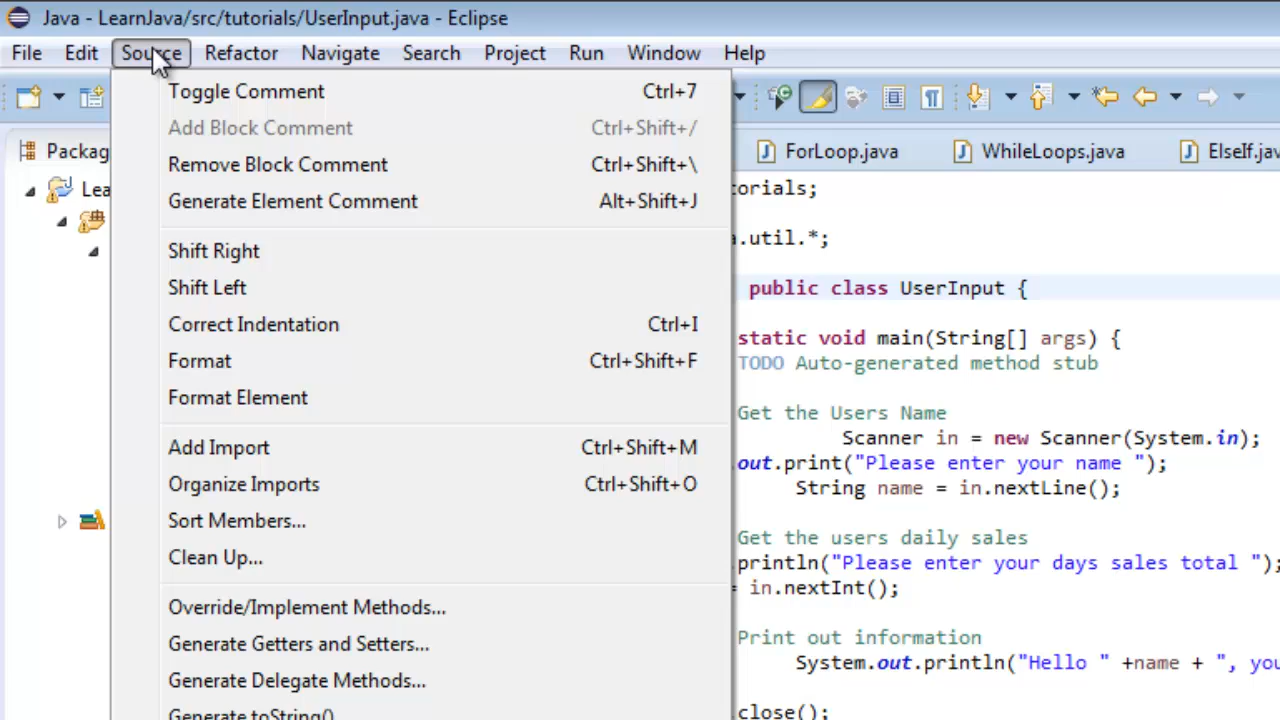 Java - LearnJava/src/tutorials/UserInput.java - Eclipse
File Edit Source Refactor Navigate Search Project Run Window Help
Packag
ForLoop.java WhileLoops.java ElseIf.jav
Lea
Toggle Comment Ctrl+7
Add Block Comment Ctrl+Shift+/
Remove Block Comment Ctrl+Shift+\
Generate Element Comment Alt+Shift+J
Shift Right
Shift Left
Correct Indentation Ctrl+I
Format Ctrl+Shift+F
Format Element
Add Import Ctrl+Shift+M
Organize Imports Ctrl+Shift+O
Sort Members...
Clean Up...
Override/Implement Methods...
Generate Getters and Setters...
Generate Delegate Methods...
Generate toString()
torials;
a.util.*;
public class UserInput {
static void main(String[] args) {
TODO Auto-generated method stub
Get the Users Name
Scanner in = new Scanner(System.in);
.out.print("Please enter your name ");
String name = in.nextLine();
Get the users daily sales
println("Please enter your days sales total ");
= in.nextInt();
Print out information
System.out.println("Hello " +name + ", you
close();